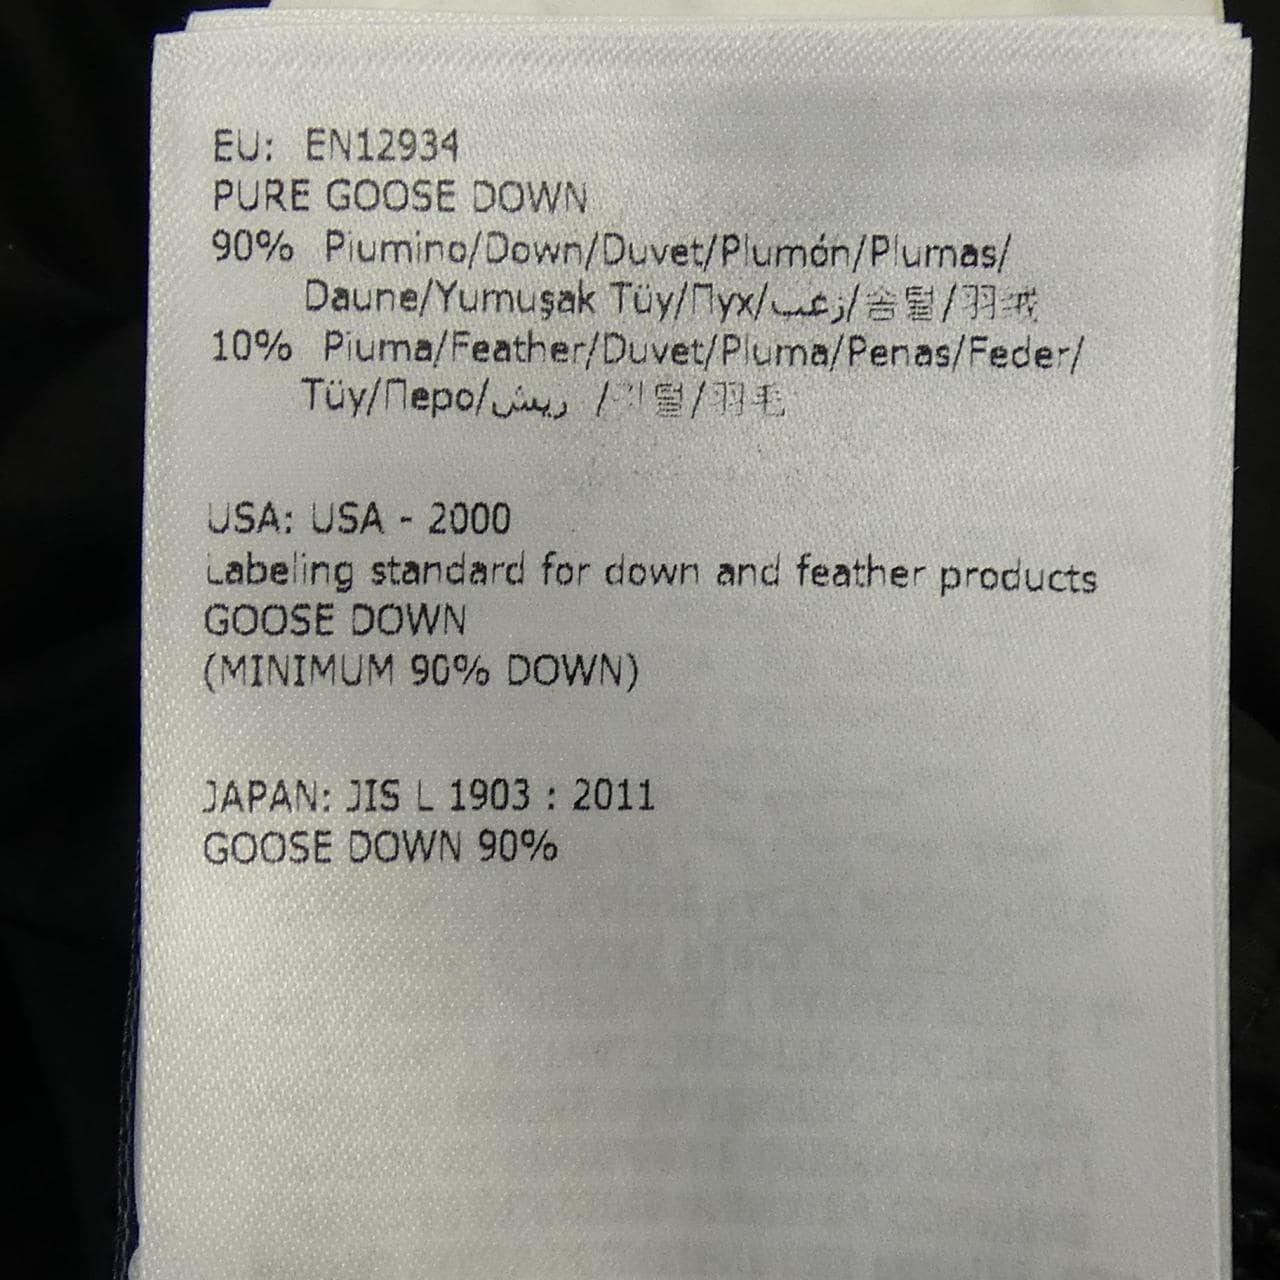 EU: EN12934
PURE GOOSE DOWN
90% Piumino/Down/Duvet/Plumón/Plumas/
Daune/Yumuşak Tüy/Пух/زغب/솜털/羽绒
10% Piuma/Feather/Duvet/Pluma/Penas/Feder/
Tüy/Перо/ريش /깃털/羽毛
USA: USA - 2000
Labeling standard for down and feather products
GOOSE DOWN
(MINIMUM 90% DOWN)
JAPAN: JIS L 1903 : 2011
GOOSE DOWN 90%